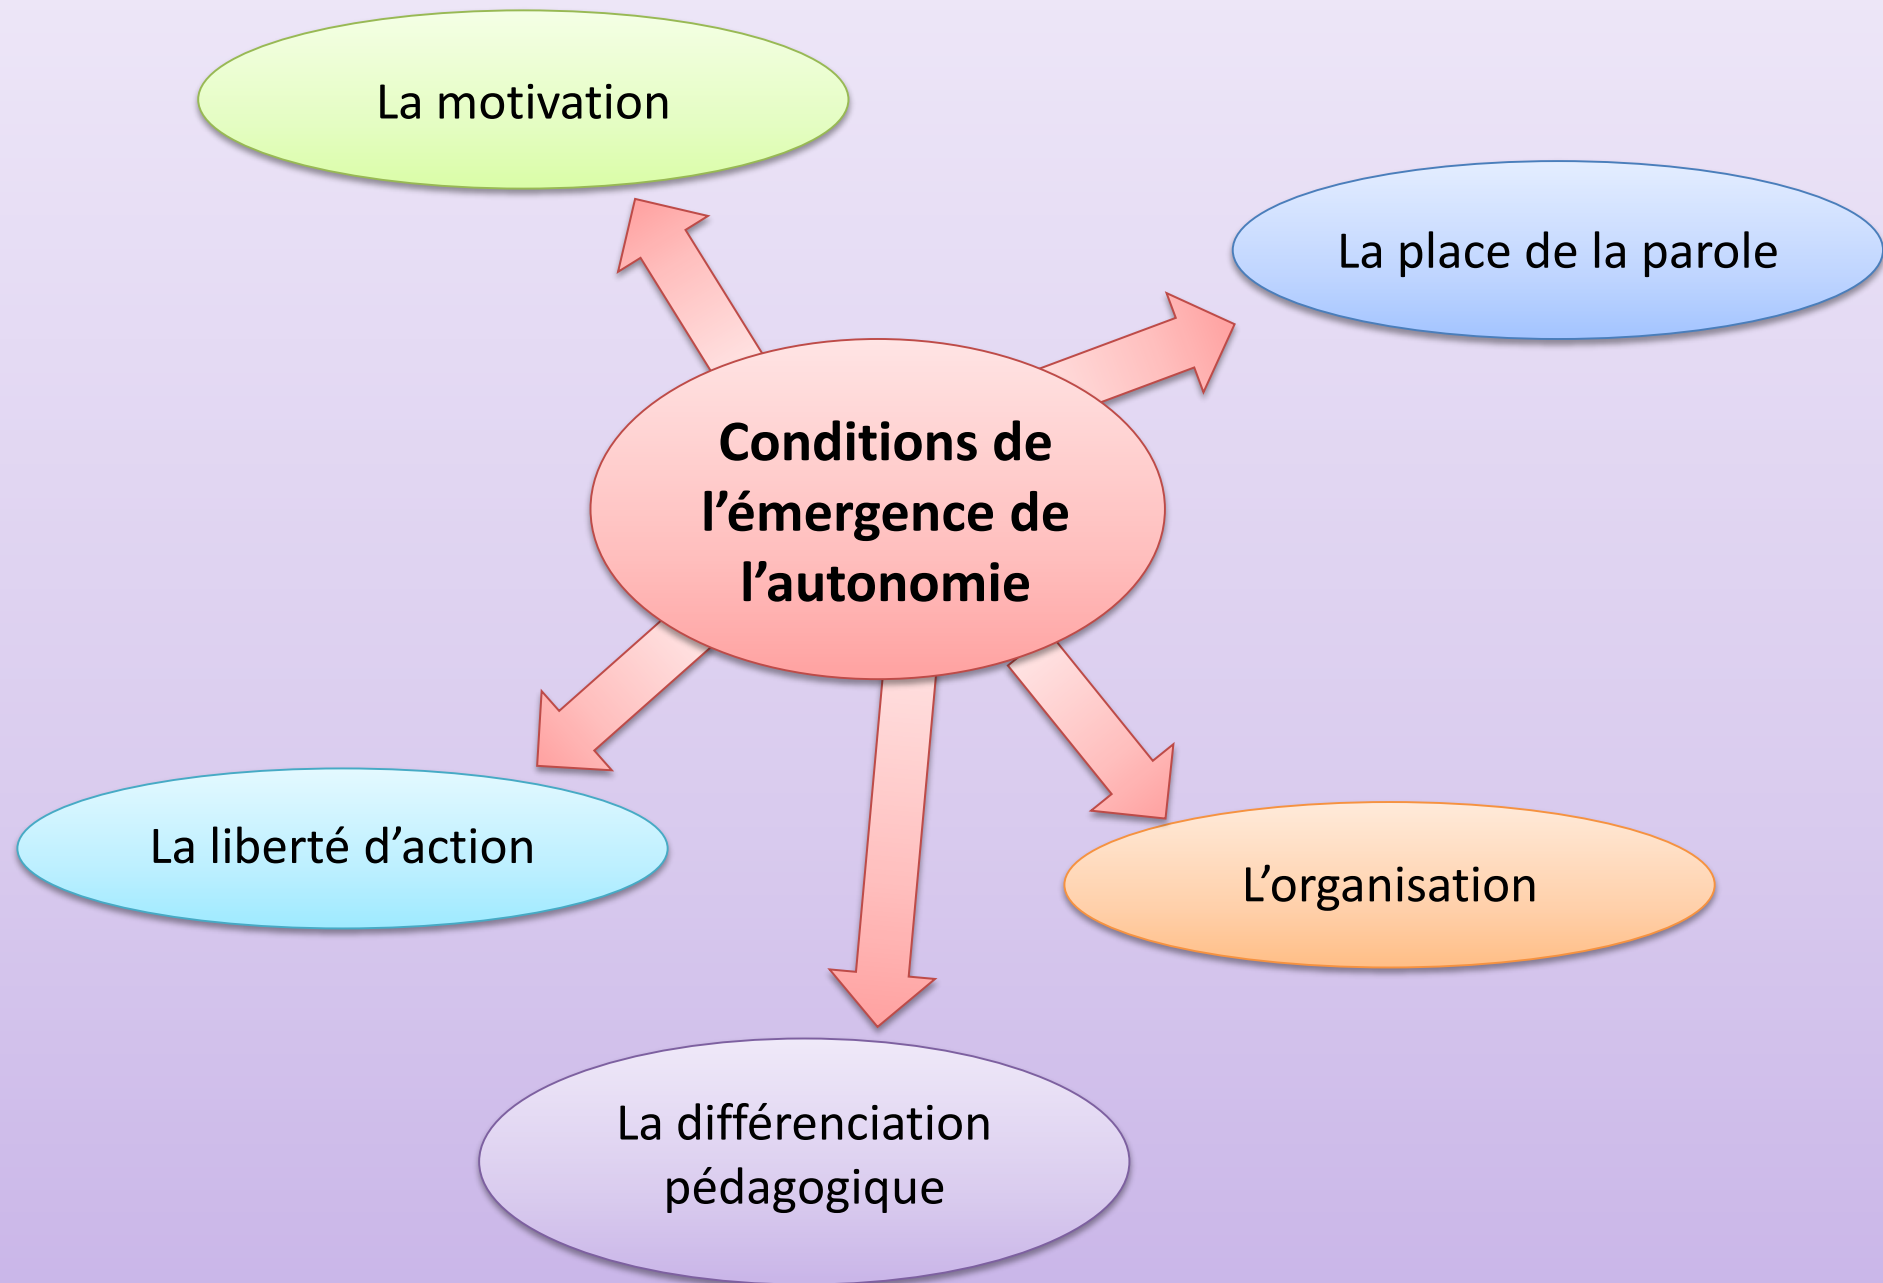 La motivation
La place de la parole
Conditions de
l’émergence de
l’autonomie
La liberté d’action
L’organisation
La différenciation
pédagogique